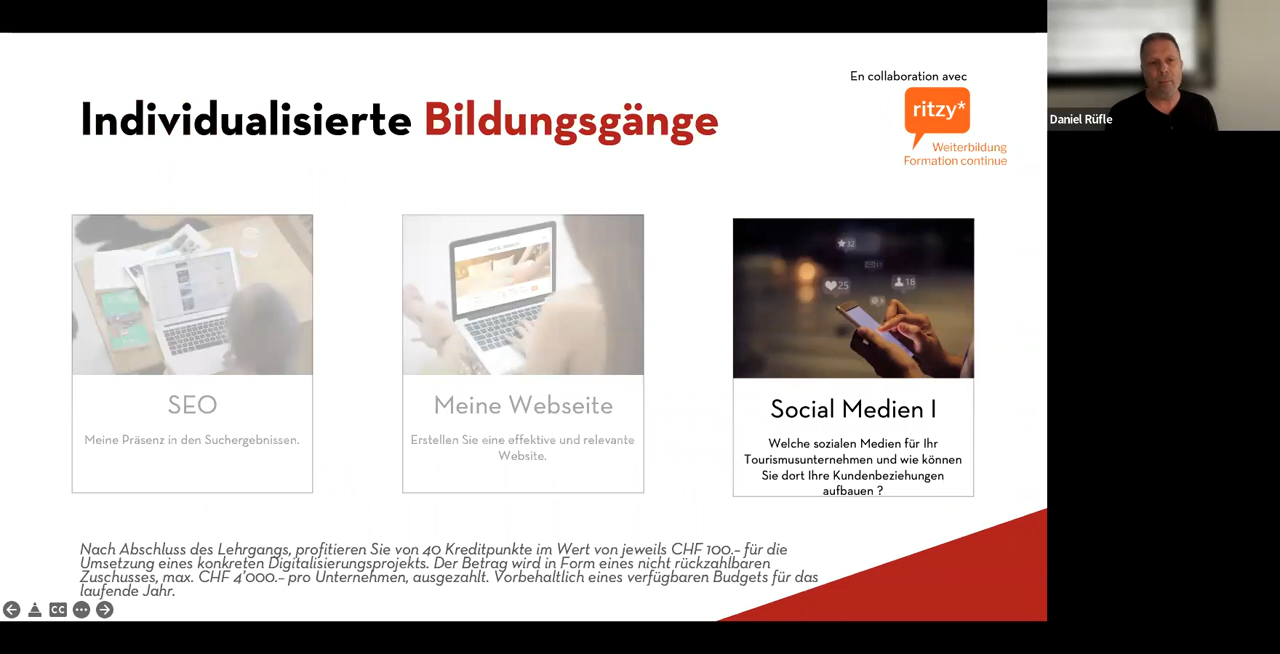 En collaboration avec
ritzy*
Weiterbildung
Formation continue
Individualisierte Bildungsgänge
Daniel Rüfle
32
25
18
SEO
Meine Präsenz in den Suchergebnissen.
Meine Webseite
Erstellen Sie eine effektive und relevante
Website.
Social Medien I
Welche sozialen Medien für Ihr
Tourismusunternehmen und wie können
Sie dort Ihre Kundenbeziehungen
aufbauen ?
Nach Abschluss des Lehrgangs, profitieren Sie von 40 Kreditpunkte im Wert von jeweils CHF 100.- für die
Umsetzung eines konkreten Digitalisierungsprojekts. Der Betrag wird in Form eines nicht rückzahlbaren
Zuschusses, max. CHF 4'000.- pro Unternehmen, ausgezahlt. Vorbehaltlich eines verfügbaren Budgets für das
laufende Jahr.
CC